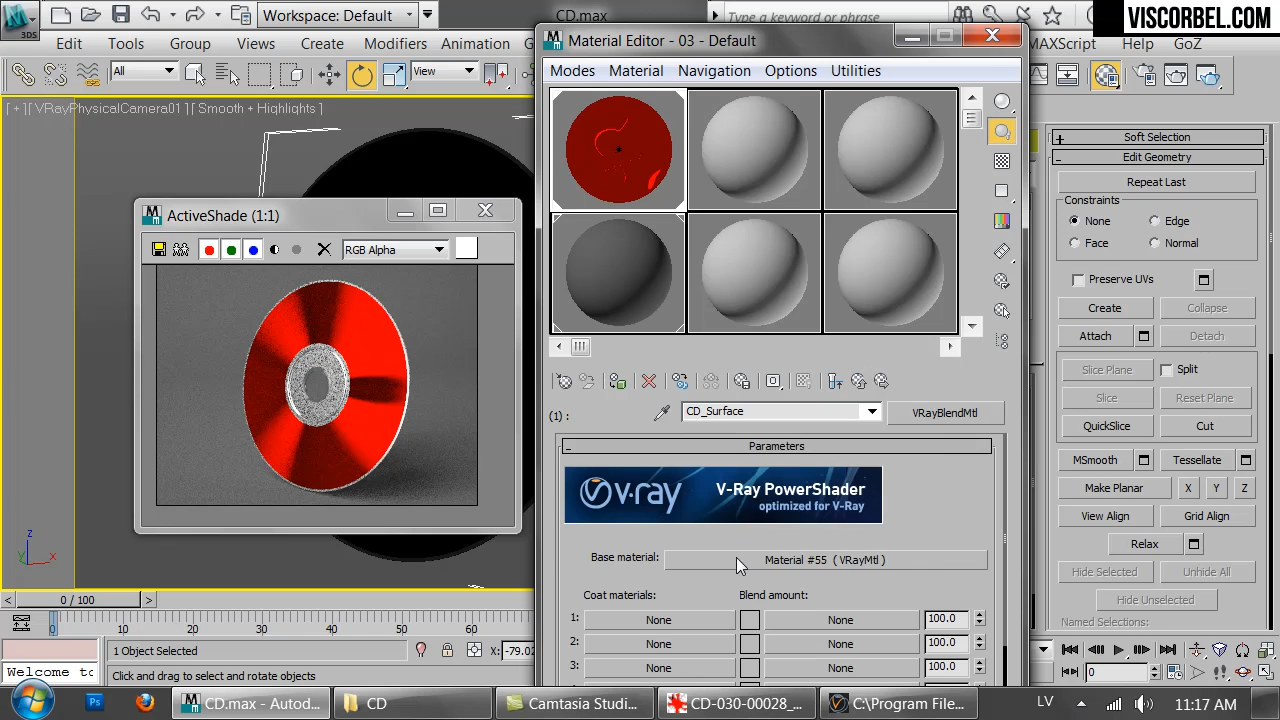 3DS
Workspace: Default
CD.max
Type a keyword or phrase
VISCORBEL.COM
Edit Tools Group Views Create Modifiers Animation
MAXScript Help GoZ
All
View
[ + ][ VRayPhysicalCamera01 ][ Smooth + Highlights ]
Material Editor - 03 - Default
Modes Material Navigation Options Utilities
ActiveShade (1:1)
RGB Alpha
(1) :
CD_Surface
VRayBlendMtl
- Parameters
v·ray
V-Ray PowerShader
optimized for V-Ray
Base material: Material #55 ( VRayMtl )
Coat materials: Blend amount:
1: None None 100.0
2: None None 100.0
3: None None 100.0
+ Soft Selection
- Edit Geometry
Repeat Last
Constraints
None Edge
Face Normal
Preserve UVs
Create Collapse
Attach Detach
Slice Plane Split
Slice Reset Plane
QuickSlice Cut
MSmooth Tessellate
Make Planar X Y Z
View Align Grid Align
Relax
Hide Selected Unhide All
Hide Unselected
Named Selections:
z
x
y
< 0 / 100 >
0 10 20 30 40 50 60 70
1 Object Selected X: -79.0
Welcome to
Click and drag to select and rotate objects
0
CD.max - Autod...
CD
Camtasia Studi...
CD-030-00028_...
C:\Program File...
LV
11:17 AM